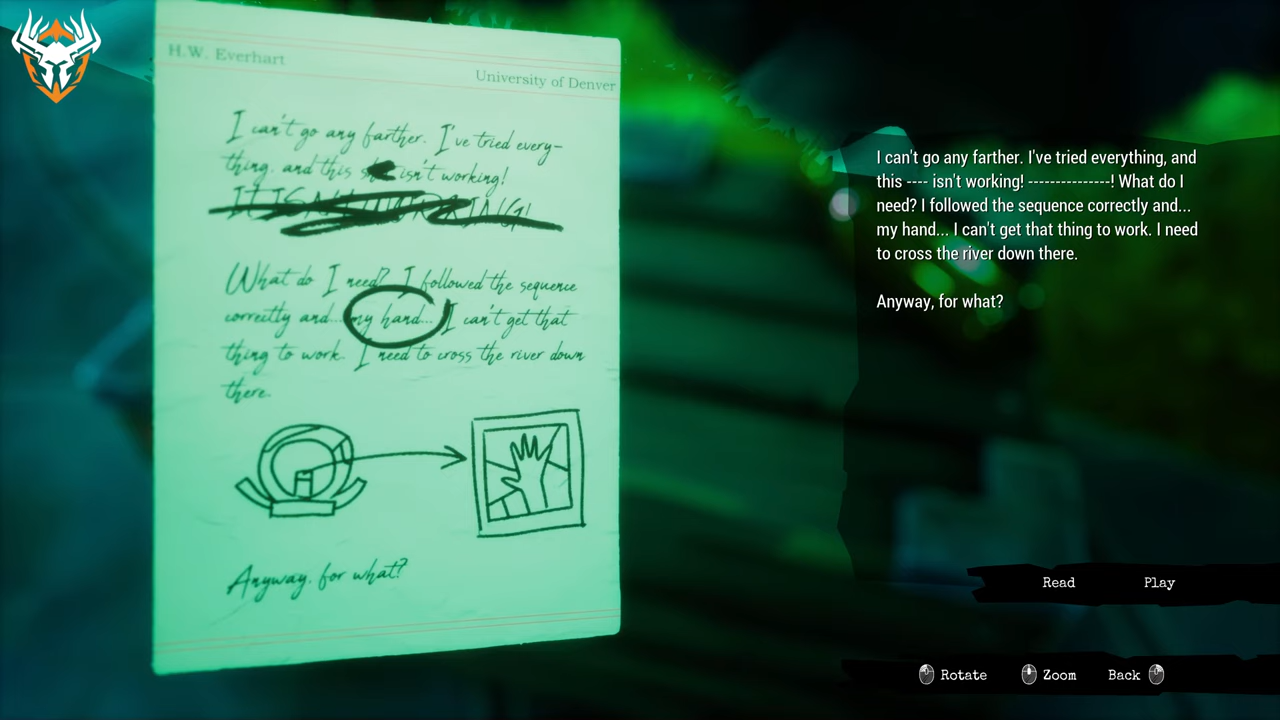 H.W. Everhart
University of Denver
I can't go any farther. I've tried every-
thing. and this isn't working!
What do I need? I followed the sequence
correctly and... my hand... I can't get that
thing to work. I need to cross the river down
there.
Anyway. for what?
I can't go any farther. I've tried everything, and
this ---- isn't working! ---------------! What do I
need? I followed the sequence correctly and...
my hand... I can't get that thing to work. I need
to cross the river down there.
Anyway, for what?
Read Play
Rotate Zoom Back